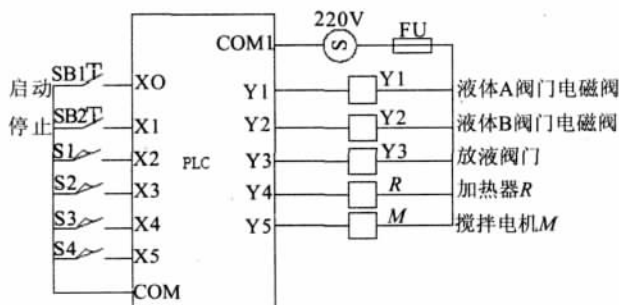 220V
COM1 S FU
启动 SB1T X0 Y1 Y1 液体A阀门电磁阀
停止 SB2T X1 Y2 Y2 液体B阀门电磁阀
S1 X2 PLC Y3 Y3 放液阀门
S2 X3 Y4 R 加热器R
S3 X4 Y5 M 搅拌电机M
S4 X5
COM